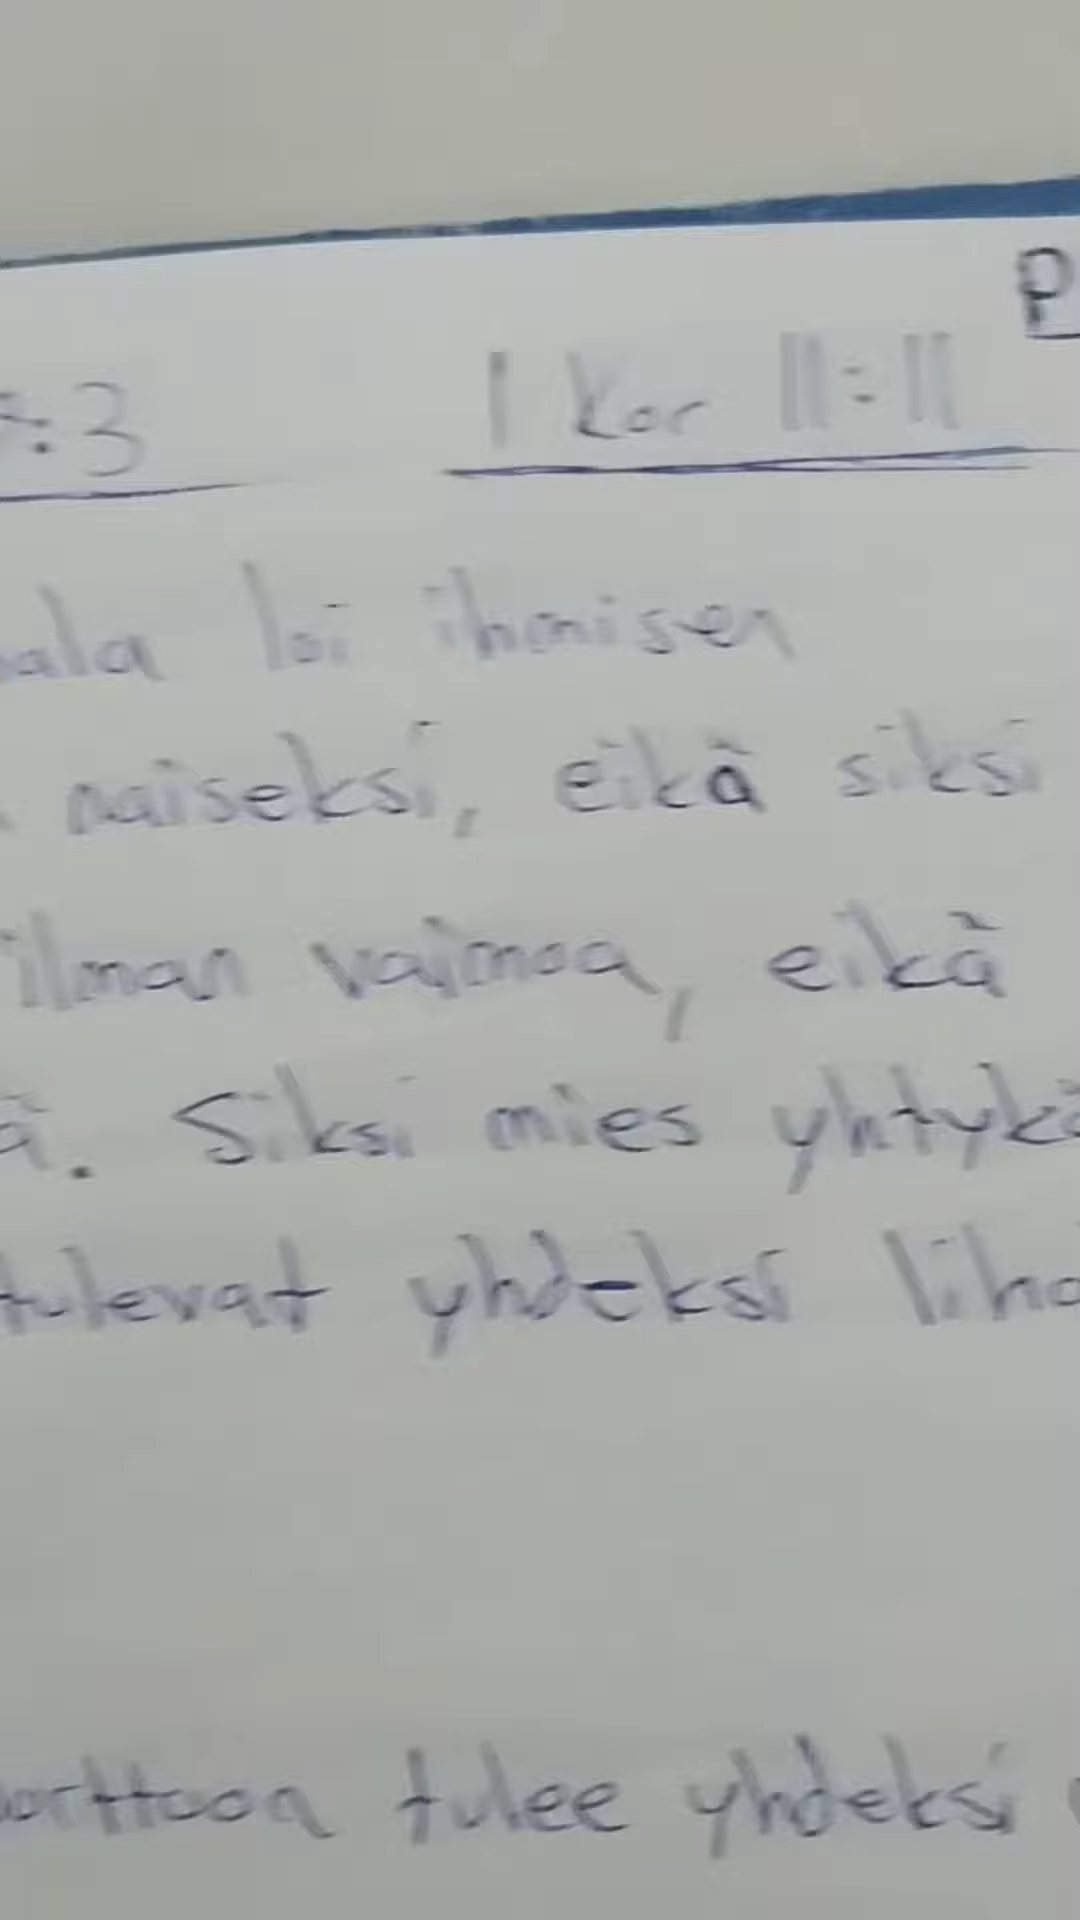 P
:3 1 Kor 11:11
ala loi ihmisen
naiseksi, eikä siksi
ilman vaimoa, eikä
ä. Siksi mies yhtykö
tulevat yhdeksi liha
orttoon tulee yhdeksi